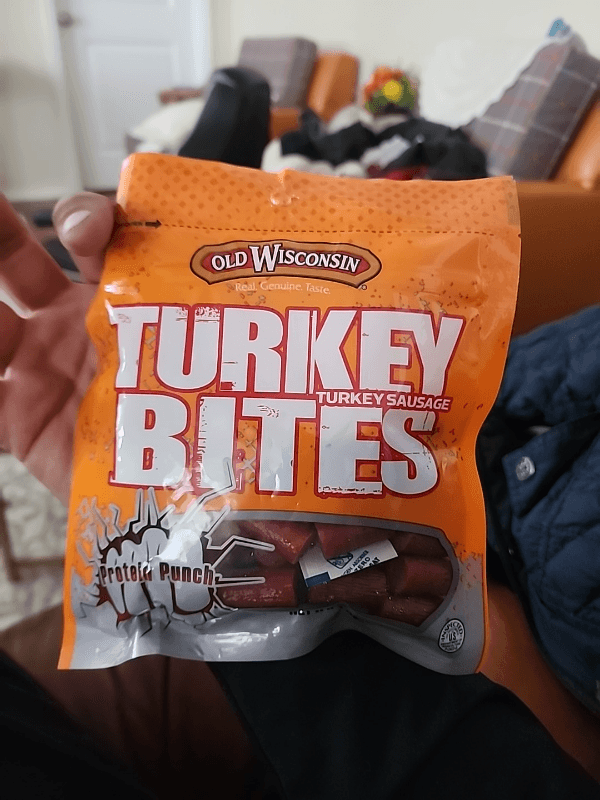 OLD WISCONSIN
Real. Genuine. Taste.
TURKEY
TURKEY SAUSAGE
BITES
Protein Punch